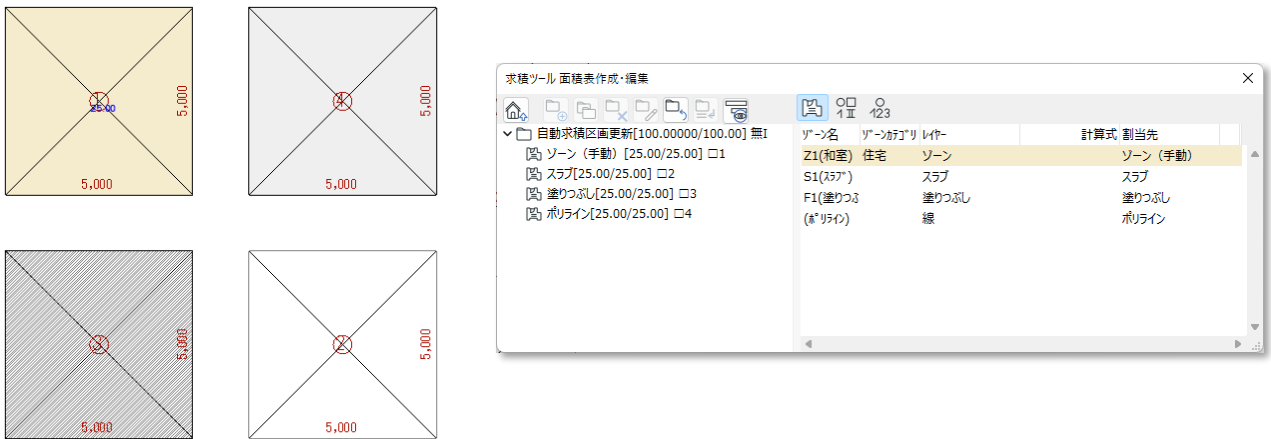 1
25.00
5,000
5,000
4
5,000
5,000
3
5,000
5,000
2
5,000
5,000
求積ツール 面積表作成・編集
自動求積区画更新[100.00000/100.00] 無I
ゾーン（手動）[25.00/25.00] □1
スラブ[25.00/25.00] □2
塗りつぶし[25.00/25.00] □3
ポリライン[25.00/25.00] □4
123
ｿﾞｰﾝ名 ｿﾞｰﾝｶﾃｺﾞﾘ ﾚｲﾔｰ 計算式 割当先
Z1(和室) 住宅 ゾーン ゾーン（手動）
S1(ｽﾗﾌﾞ) スラブ スラブ
F1(塗りつぶ 塗りつぶし 塗りつぶし
(ﾎﾟﾘﾗｲﾝ) 線 ポリライン